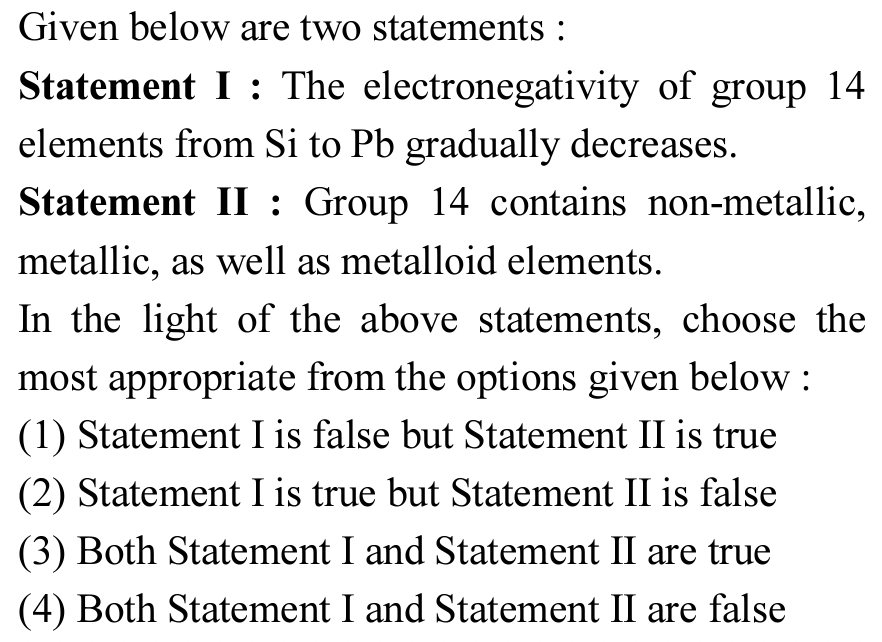 Given below are two statements :
Statement I : The electronegativity of group 14
elements from Si to Pb gradually decreases.
Statement II : Group 14 contains non-metallic,
metallic, as well as metalloid elements.
In the light of the above statements, choose the
most appropriate from the options given below :
(1) Statement I is false but Statement II is true
(2) Statement I is true but Statement II is false
(3) Both Statement I and Statement II are true
(4) Both Statement I and Statement II are false